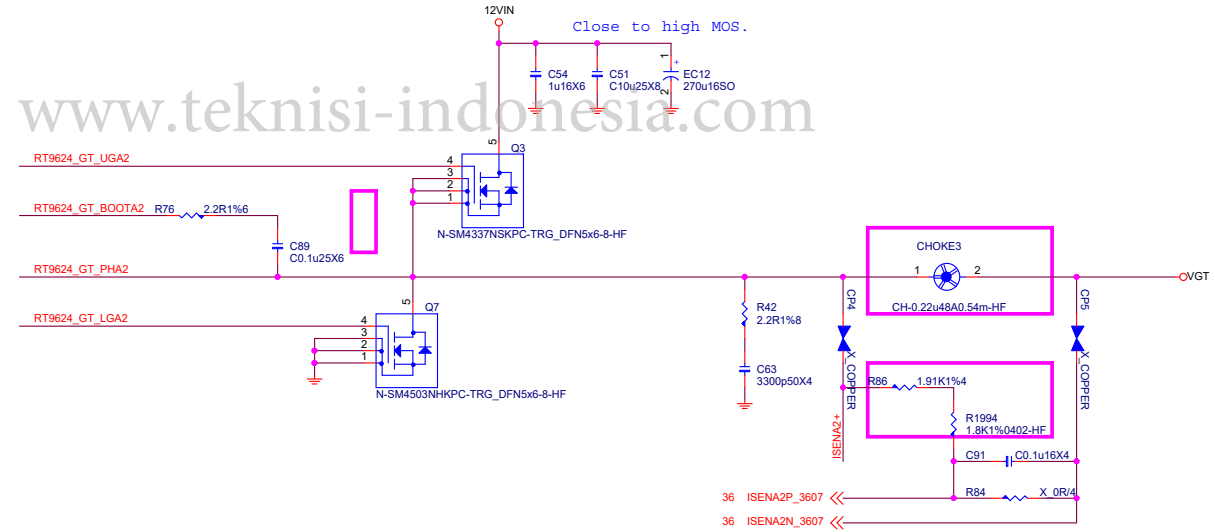 12VIN
Close to high MOS.
C54
1u16X6
C51
C10u25X8
1
+
2
EC12
270u16SO
www.teknisi-indonesia.com
RT9624_GT_UGA2
5
Q3
4
3
2
1
N-SM4337NSKPC-TRG_DFN5x6-8-HF
RT9624_GT_BOOTA2
R76
2.2R1%6
C89
C0.1u25X6
RT9624_GT_PHA2
CHOKE3
1
2
CH-0.22u48A0.54m-HF
VGT
RT9624_GT_LGA2
5
Q7
4
3
2
1
N-SM4503NHKPC-TRG_DFN5x6-8-HF
R42
2.2R1%8
C63
3300p50X4
CP4
X_COPPER
CP5
X_COPPER
R86
1.91K1%4
R1994
1.8K1%0402-HF
ISENA2+
C91
C0.1u16X4
R84
X_0R/4
36 ISENA2P_3607
36 ISENA2N_3607